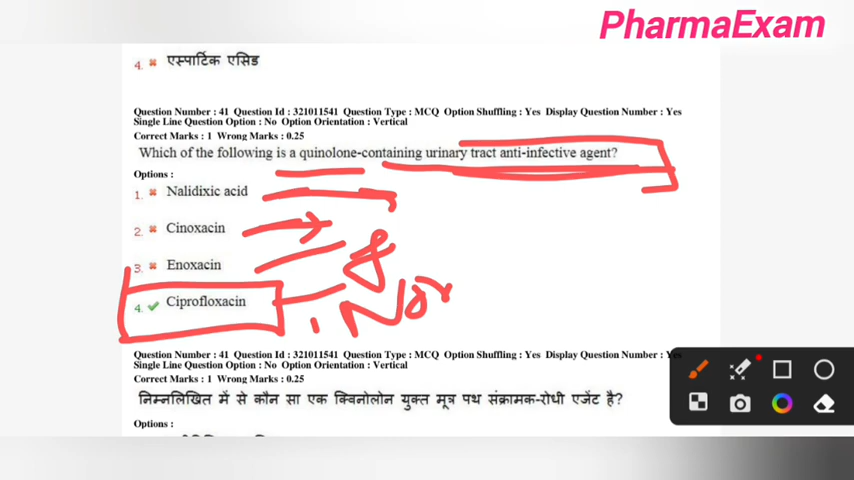 PharmaExam
4. एस्पार्टिक एसिड
Question Number : 41 Question Id : 321011541 Question Type : MCQ Option Shuffling : Yes Display Question Number : Yes
Single Line Question Option : No Option Orientation : Vertical
Correct Marks : 1 Wrong Marks : 0.25
Which of the following is a quinolone-containing urinary tract anti-infective agent?
Options :
1. Nalidixic acid
2. Cinoxacin
3. Enoxacin
4. Ciprofloxacin
Nor
Question Number : 41 Question Id : 321011541 Question Type : MCQ Option Shuffling : Yes Display Question Number : Yes
Single Line Question Option : No Option Orientation : Vertical
Correct Marks : 1 Wrong Marks : 0.25
निम्नलिखित में से कौन सा एक क्विनोलोन युक्त मूत्र पथ संक्रामक-रोधी एजेंट है?
Options :